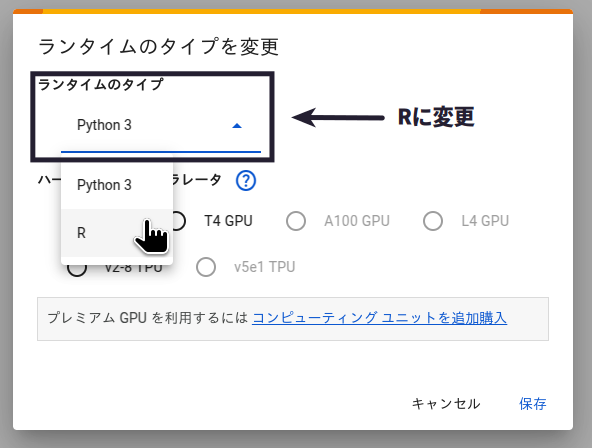 ランタイムのタイプを変更
ランタイムのタイプ
Python 3
Rに変更
ハー ラレータ ?
Python 3
T4 GPU A100 GPU L4 GPU
R
v2-8 TPU v5e1 TPU
プレミアム GPU を利用するには コンピューティング ユニットを追加購入
キャンセル 保存